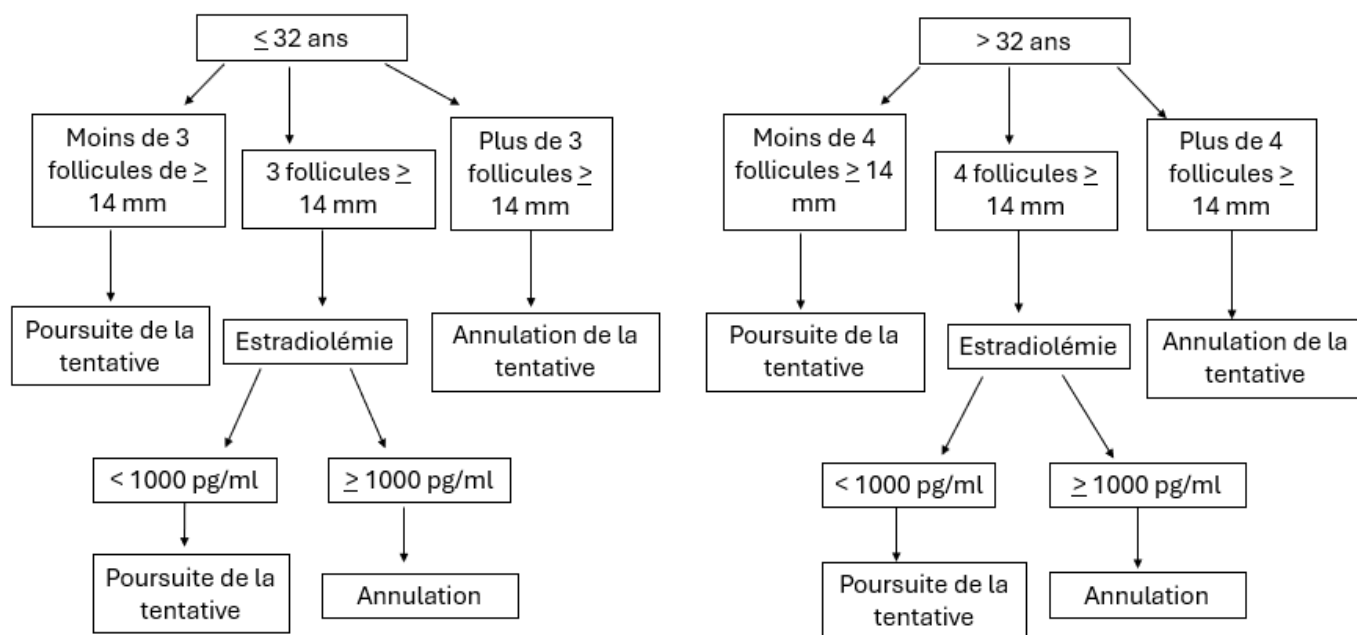 ≤ 32 ans
Moins de 3
follicules de ≥
14 mm
3 follicules ≥
14 mm
Plus de 3
follicules ≥
14 mm
Poursuite de la
tentative
Estradiolémie
Annulation de la
tentative
< 1000 pg/ml
≥ 1000 pg/ml
Poursuite de la
tentative
Annulation
> 32 ans
Moins de 4
follicules ≥ 14
mm
4 follicules ≥
14 mm
Plus de 4
follicules ≥
14 mm
Poursuite de la
tentative
Estradiolémie
Annulation de la
tentative
< 1000 pg/ml
≥ 1000 pg/ml
Poursuite de la
tentative
Annulation